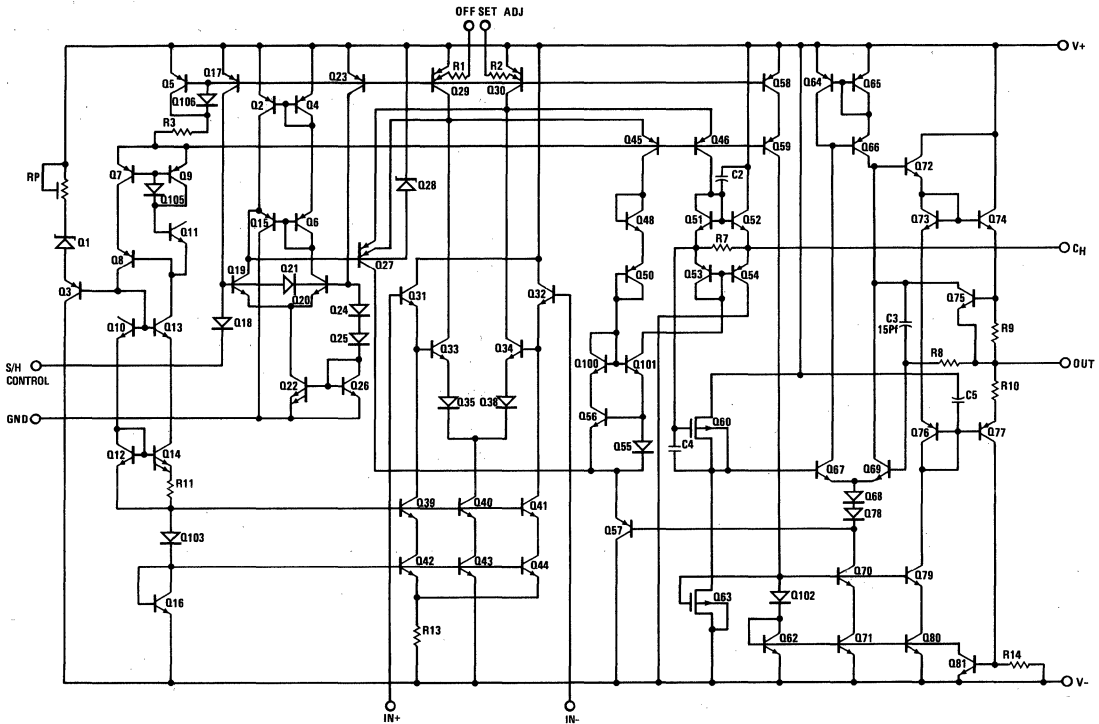 OFF SET ADJ
V+
Q5
Q17
Q23
R1
R2
Q29
Q30
Q58
Q64
Q65
Q106
Q2
Q4
R3
Q45
Q46
Q59
Q66
Q72
RP
Q7
Q9
Q105
Q28
C2
Q11
Q15
Q6
Q48
Q51
Q52
Q73
Q74
Q1
R7
CH
Q8
Q27
Q50
Q53
Q54
Q3
Q19
Q21
Q20
Q31
Q32
Q75
C3
15Pf
Q24
R9
Q10
Q13
Q18
Q25
Q33
Q34
R8
OUT
S/H
CONTROL
Q100
Q101
R10
Q22
Q26
Q35
Q38
C5
GND
Q56
Q60
Q76
Q77
Q55
C4
Q12
Q14
Q67
Q69
R11
Q68
Q78
Q39
Q40
Q41
Q57
Q103
Q42
Q43
Q44
Q70
Q79
Q16
Q63
Q102
R13
Q62
Q71
Q80
Q81
R14
V-
IN+
IN-